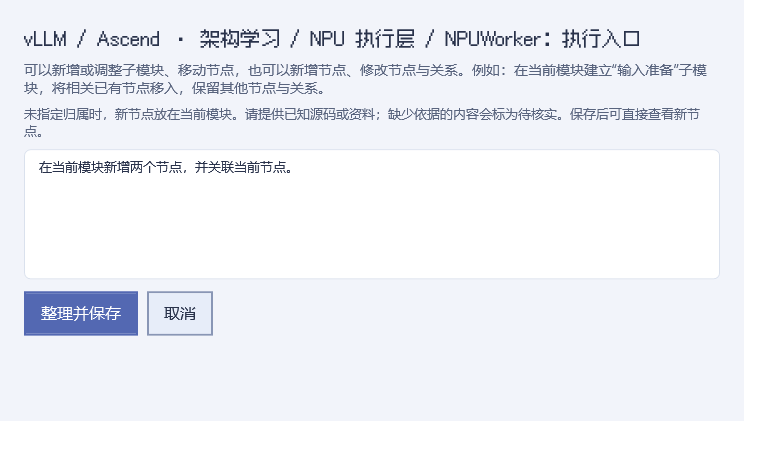 vLLM / Ascend · 架构学习 / NPU 执行层 / NPUWorker: 执行入口
可以新增或调整子模块、移动节点，也可以新增节点、修改节点与关系。例如：在当前模块建立“输入准备”子模
块，将相关已有节点移入，保留其他节点与关系。
未指定归属时，新节点放在当前模块。请提供已知源码或资料；缺少依据的内容会标为待核实。保存后可直接查看新节
点。
在当前模块新增两个节点，并关联当前节点。
整理并保存 取消